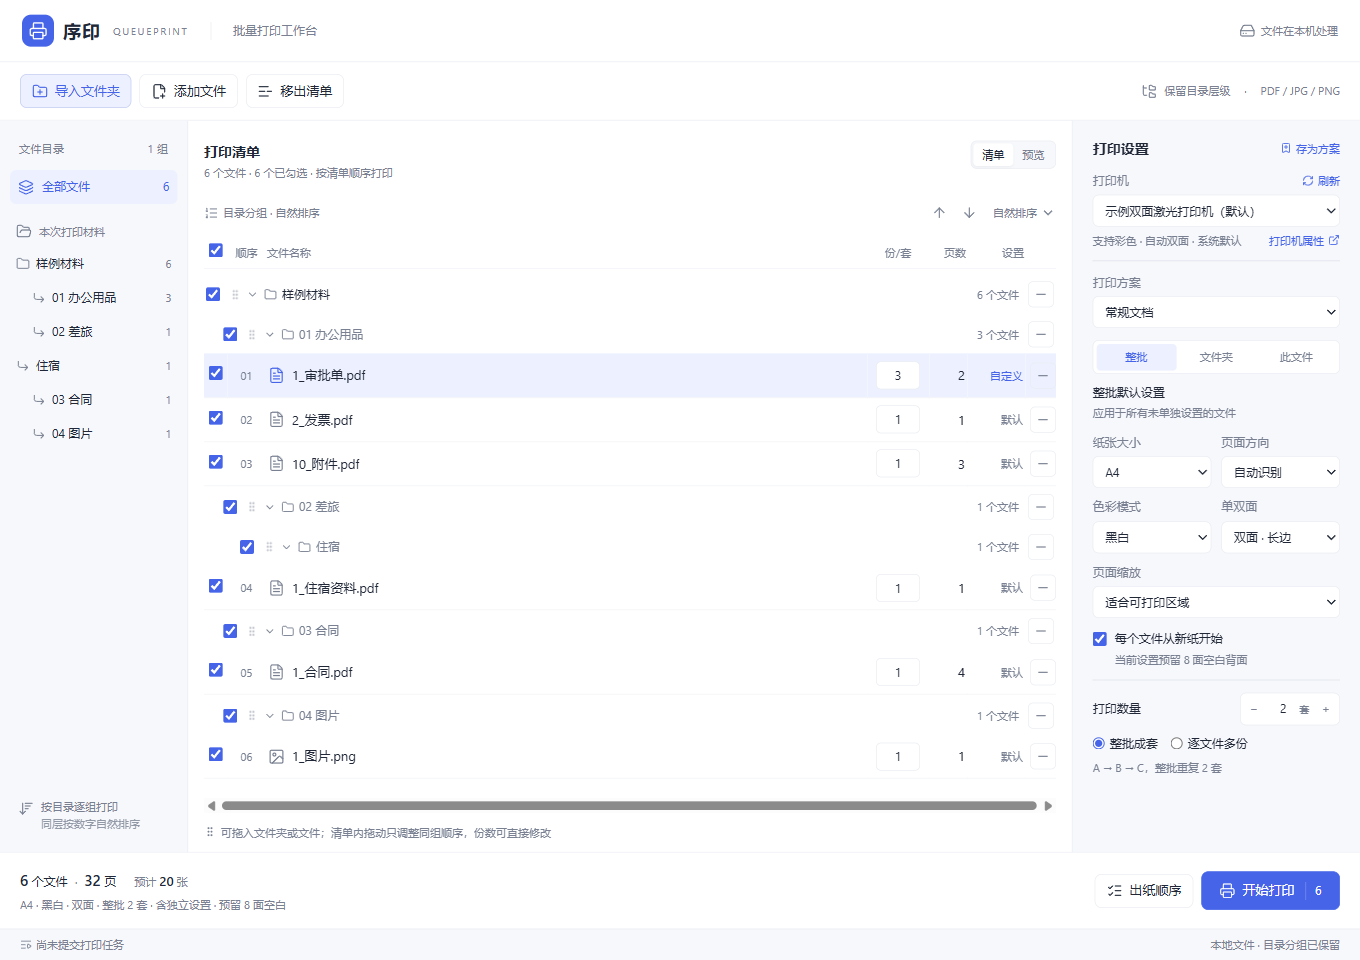 序印 QUEUEPRINT 批量打印工作台 文件在本机处理
导入文件夹 添加文件 移出清单 保留目录层级 · PDF / JPG / PNG
文件目录 1 组
全部文件 6
本次打印材料
样例材料 6
01 办公用品 3
02 差旅 1
住宿 1
03 合同 1
04 图片 1
按目录逐组打印
同层按数字自然排序
打印清单 清单 预览
6 个文件 · 6 个已勾选 · 按清单顺序打印
目录分组 · 自然排序 自然排序
顺序 文件名称 份/套 页数 设置
样例材料 6 个文件
01 办公用品 3 个文件
01 1_审批单.pdf 3 2 自定义
02 2_发票.pdf 1 1 默认
03 10_附件.pdf 1 3 默认
02 差旅 1 个文件
住宿 1 个文件
04 1_住宿资料.pdf 1 1 默认
03 合同 1 个文件
05 1_合同.pdf 1 4 默认
04 图片 1 个文件
06 1_图片.png 1 1 默认
可拖入文件夹或文件；清单内拖动只调整同组顺序，份数可直接修改
打印设置 存为方案
打印机 刷新
示例双面激光打印机（默认）
支持彩色 · 自动双面 · 系统默认 打印机属性
打印方案
常规文档
整批 文件夹 此文件
整批默认设置
应用于所有未单独设置的文件
纸张大小 页面方向
A4 自动识别
色彩模式 单双面
黑白 双面 · 长边
页面缩放
适合可打印区域
每个文件从新纸开始
当前设置预留 8 面空白背面
打印数量 − 2 套 +
整批成套 逐文件多份
A → B → C，整批重复 2 套
6 个文件 · 32 页 预计 20 张
A4 · 黑白 · 双面 · 整批 2 套 · 含独立设置 · 预留 8 面空白
出纸顺序 开始打印 6
尚未提交打印任务 本地文件 · 目录分组已保留